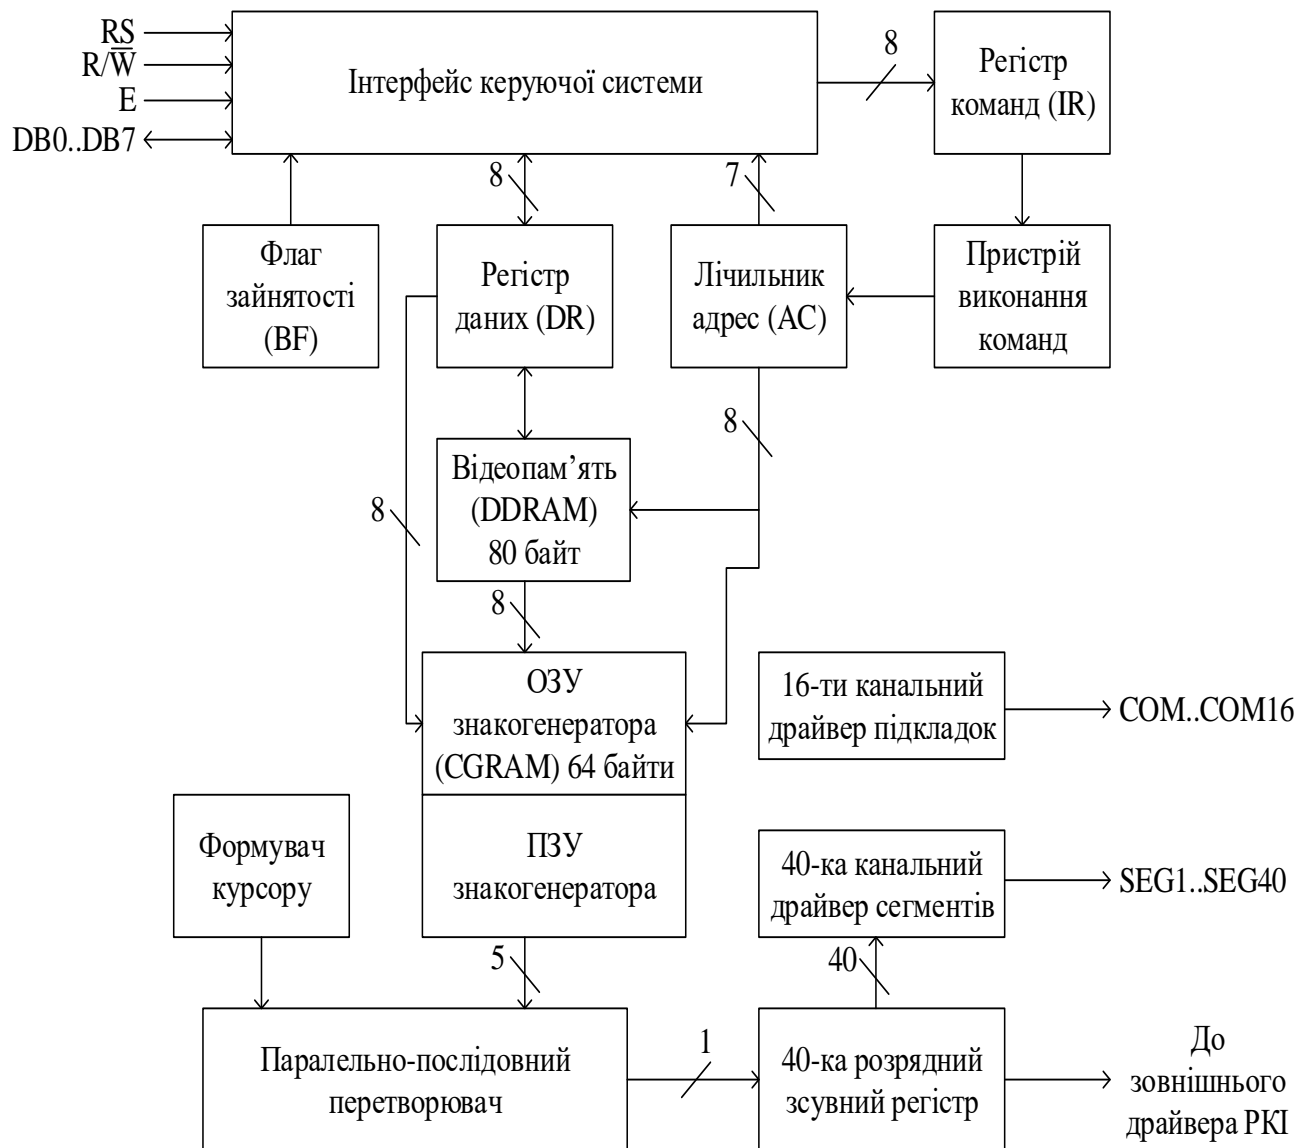 RS
R/W̅
E
DB0..DB7
Інтерфейс керуючої системи
8
Регістр
команд (IR)
8
7
Флаг
зайнятості
(BF)
Регістр
даних (DR)
Лічильник
адрес (AC)
Пристрій
виконання
команд
8
8
Відеопам’ять
(DDRAM)
80 байт
8
ОЗУ
знакогенератора
(CGRAM) 64 байти
16-ти канальний
драйвер підкладок
COM..COM16
Формувач
курсору
ПЗУ
знакогенератора
40-ка канальний
драйвер сегментів
SEG1..SEG40
5
40
Паралельно-послідовний
перетворювач
1
40-ка розрядний
зсувний регістр
До
зовнішнього
драйвера РКІ